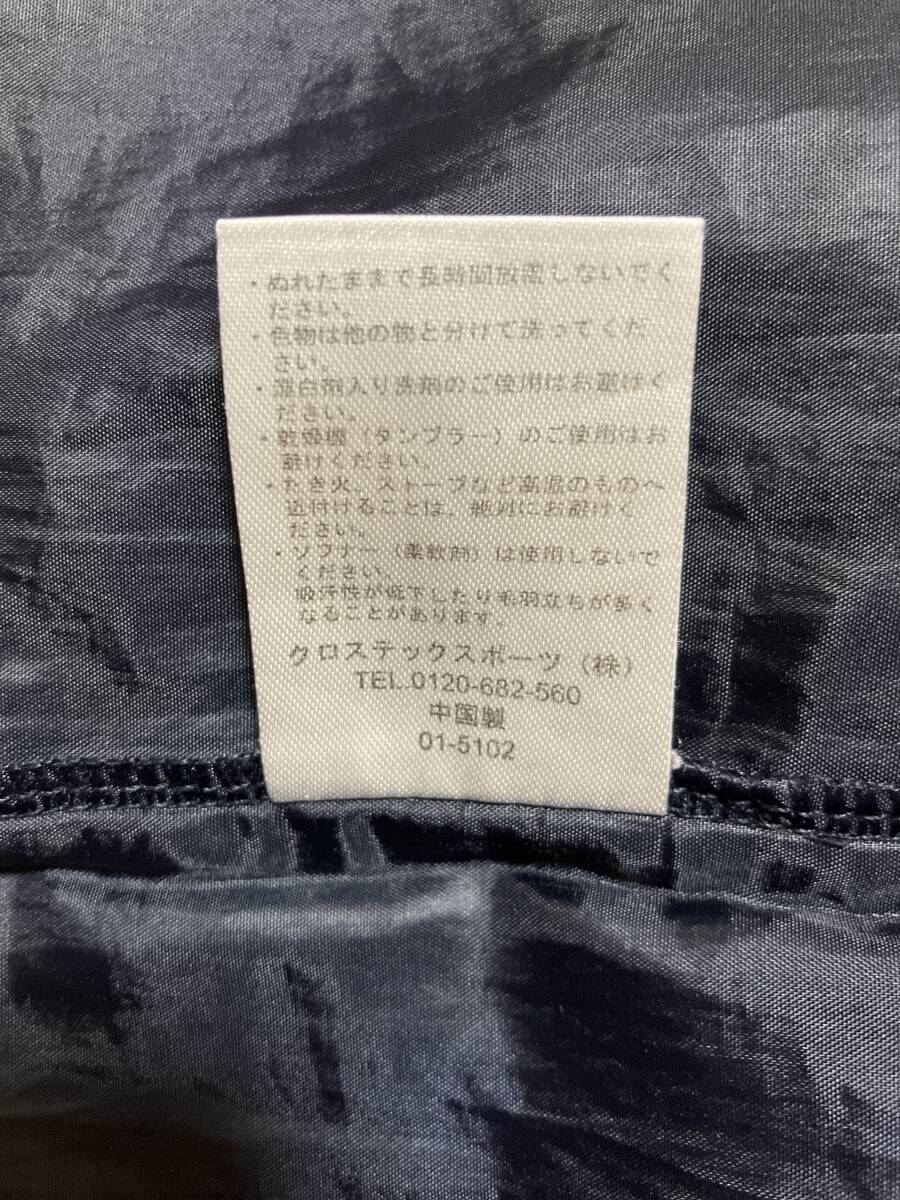 ・ぬれたままで長時間放置しないでく
ださい。
・色物は他の物と分けて洗ってくだ
さい。
・漂白剤入り洗剤のご使用はお避けく
ださい。
・乾燥機（タンブラー）のご使用はお
避けください。
・たき火、ストーブなど高温のものへ
近付けることは、絶対にお避けく
ださい。
・ソフナー（柔軟剤）は使用しないで
ください。
吸汗性が低下したり毛羽立ちが多く
なることがあります。
クロステックスポーツ（株）
TEL.0120-682-560
中国製
01-5102